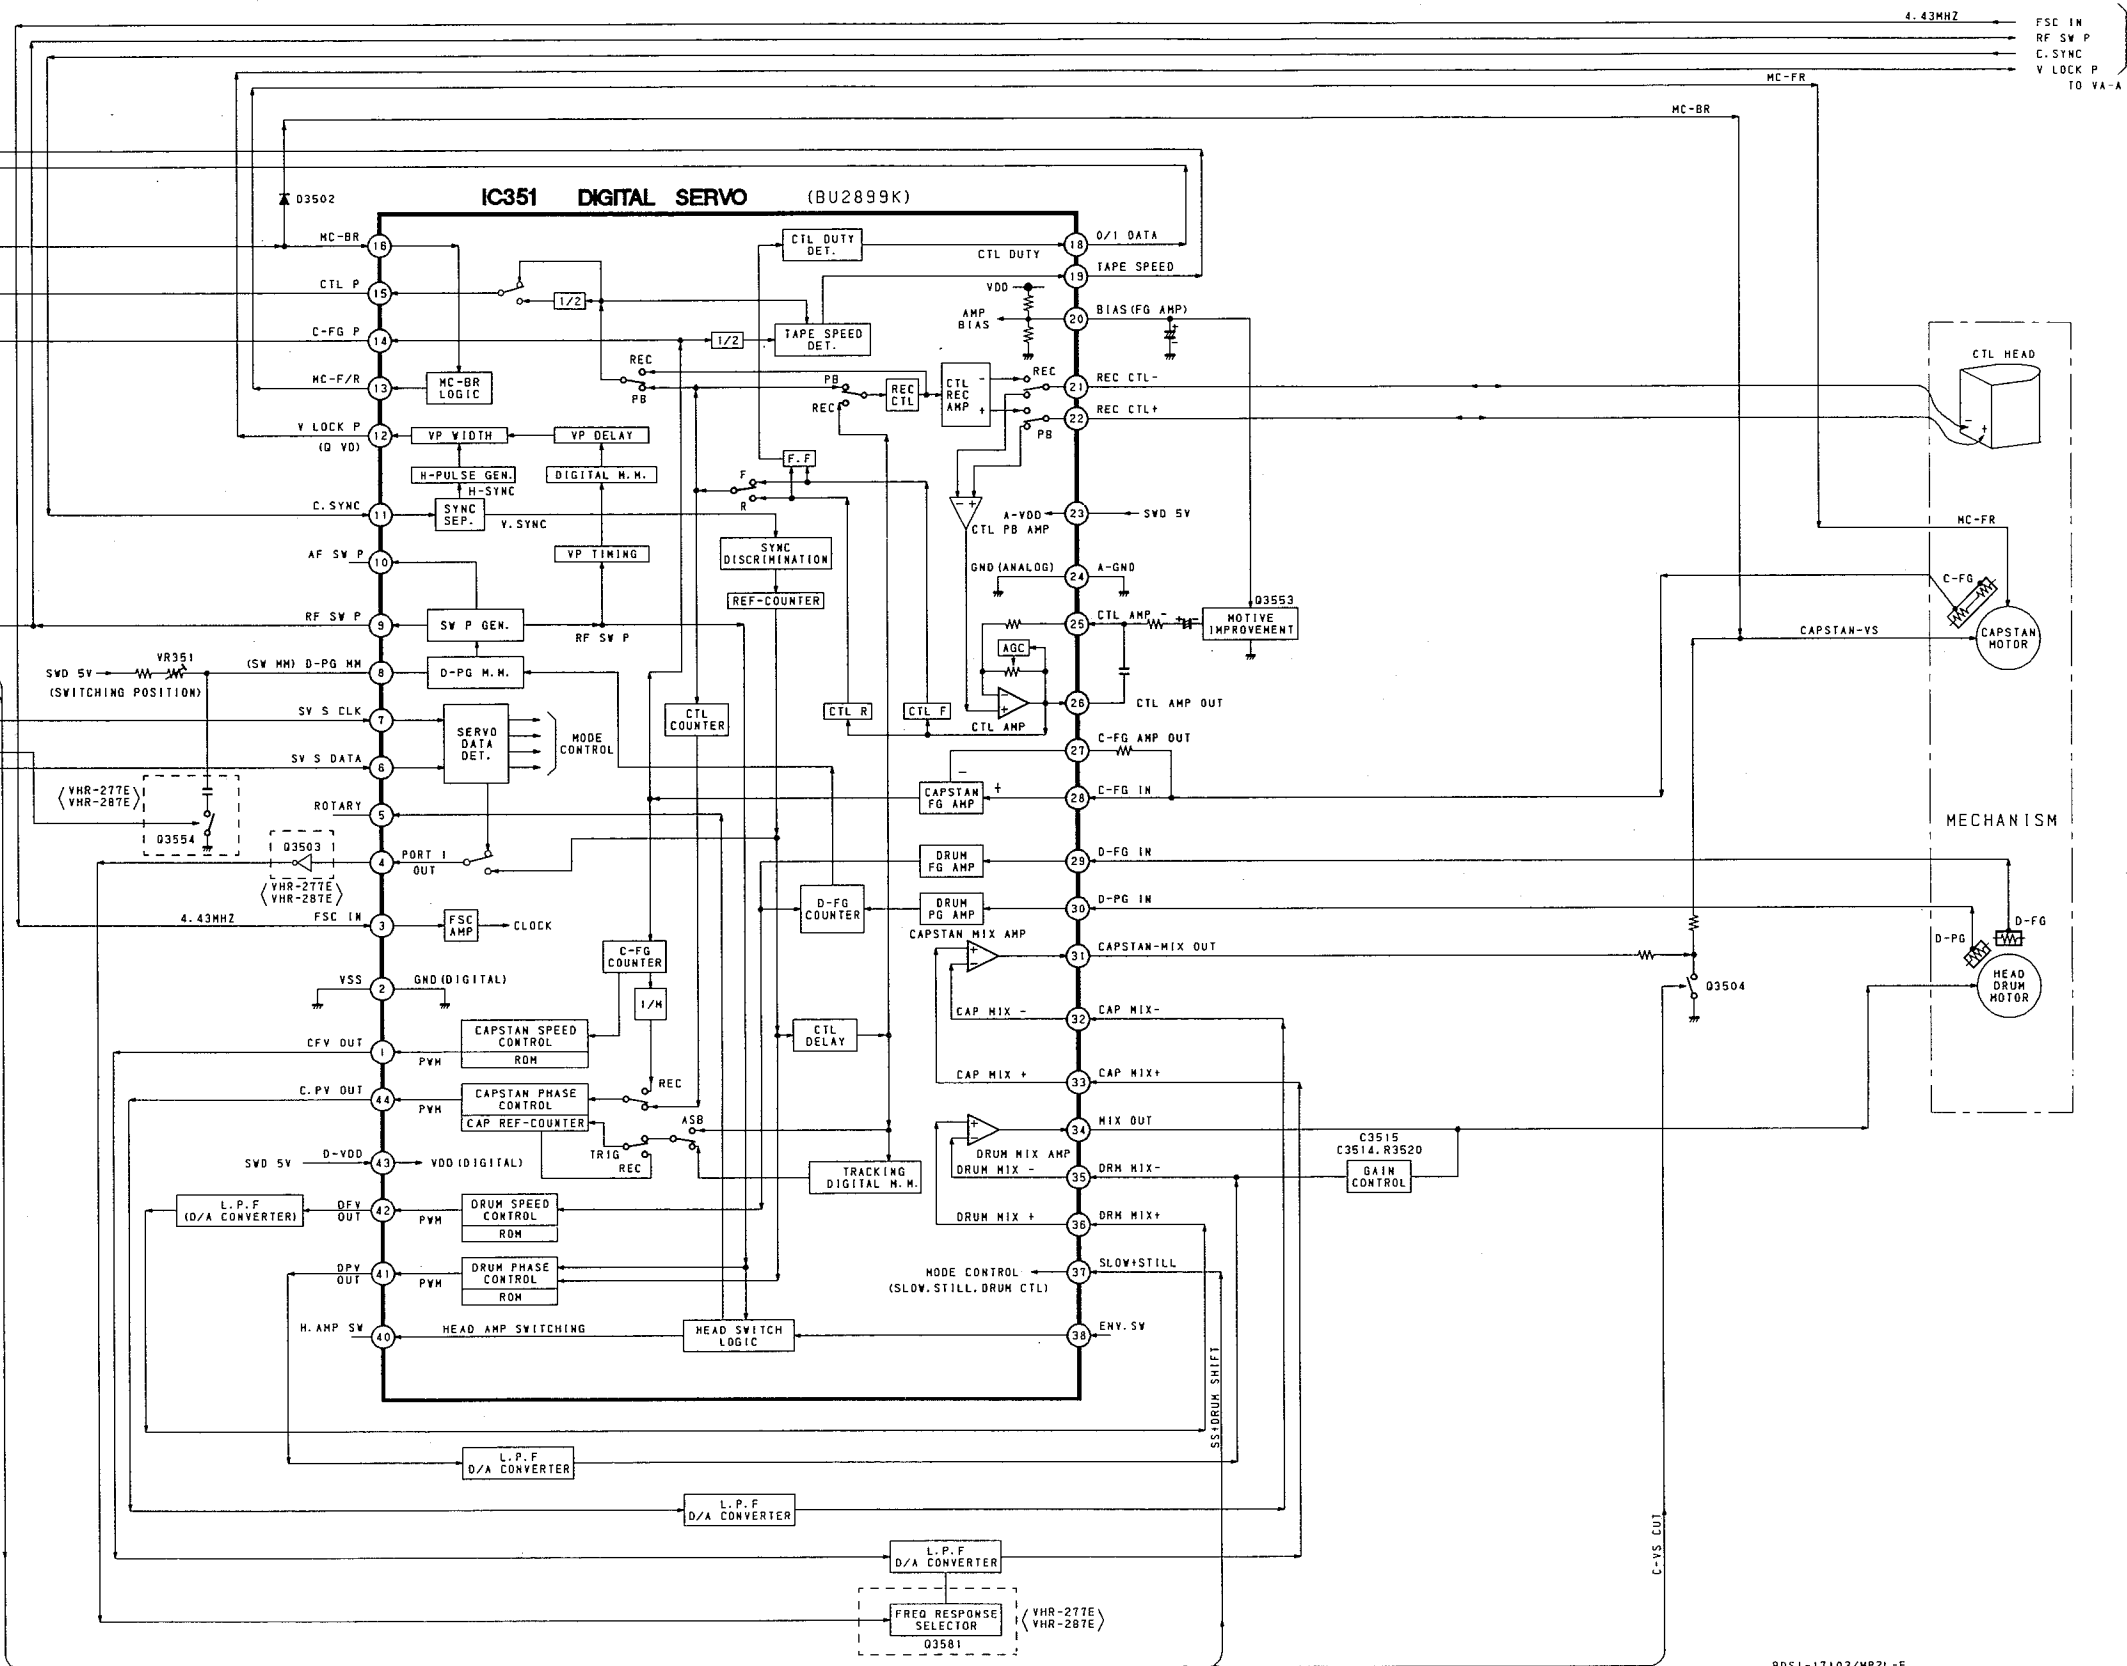 4.43MHZ
FSC IN
RF SW P
C.SYNC
V LOCK P
TO VA-A
MC-FR
MC-BR
IC351 DIGITAL SERVO (BU2899K)
D3502
MC-BR
16
CTL P
15
C-FG P
14
MC-F/R
13
V LOCK P
(Q VD)
12
C.SYNC
11
AF SW P
10
RF SW P
9
(SW MM) D-PG MM
8
SV S CLK
7
SV S DATA
6
ROTARY
5
4
PORT 1
OUT
4.43MHZ
FSC IN
3
VSS
2
GND(DIGITAL)
CFV OUT
1
PWM
C.PV OUT
44
PWM
SWD 5V
D-VDD
43
VDD(DIGITAL)
DFV
OUT
42
PWM
DPV
OUT
41
PWM
H.AMP SW
40
HEAD AMP SWITCHING
VR351
SWD 5V
(SWITCHING POSITION)
VHR-277E
VHR-287E
Q3554
Q3503
VHR-277E
VHR-287E
L.P.F
(D/A CONVERTER)
MC-BR
LOGIC
1/2
1/2
TAPE SPEED
DET.
CTL DUTY
DET.
CTL DUTY
VP WIDTH
VP DELAY
H-PULSE GEN.
DIGITAL M.M.
H-SYNC
SYNC
SEP.
V.SYNC
VP TIMING
SW P GEN.
RF SW P
D-PG M.M.
SERVO
DATA
DET.
MODE
CONTROL
FSC
AMP
CLOCK
REC
PB
PB
REC
REC
CTL
CTL
REC
AMP
-
+
REC
PB
F.F
F
R
SYNC
DISCRIMINATION
REF-COUNTER
CTL
COUNTER
CTL R
CTL F
CTL PB AMP
AGC
CTL AMP
CAPSTAN
FG AMP
DRUM
FG AMP
DRUM
PG AMP
D-FG
COUNTER
CAPSTAN MIX AMP
C-FG
COUNTER
1/M
CAPSTAN SPEED
CONTROL
ROM
CTL
DELAY
CAP MIX -
CAP MIX +
CAPSTAN PHASE
CONTROL
CAP REF-COUNTER
REC
ASB
TRIG
REC
TRACKING
DIGITAL M.M.
DRUM MIX AMP
DRUM MIX -
DRUM MIX +
DRUM SPEED
CONTROL
ROM
DRUM PHASE
CONTROL
ROM
MODE CONTROL
(SLOW.STILL.DRUM CTL)
HEAD SWITCH
LOGIC
18
O/I DATA
19
TAPE SPEED
VDD
AMP
BIAS
20
BIAS(FG AMP)
21
REC CTL-
22
REC CTL+
A-VDD
23
SWD 5V
GND(ANALOG)
24
A-GND
25
CTL AMP -
26
CTL AMP OUT
27
C-FG AMP OUT
28
C-FG IN
29
D-FG IN
30
D-PG IN
31
CAPSTAN-MIX OUT
32
CAP MIX-
33
CAP MIX+
34
MIX OUT
35
DRM MIX-
36
DRM MIX+
37
SLOW+STILL
38
ENV.SW
Q3553
MOTIVE
IMPROVEMENT
C3515
C3514.R3520
GAIN
CONTROL
Q3504
CAPSTAN-VS
CTL HEAD
-
+
MC-FR
C-FG
CAPSTAN
MOTOR
MECHANISM
D-FG
D-PG
HEAD
DRUM
MOTOR
SS+DRUM SHIFT
C-VS CUT
L.P.F
D/A CONVERTER
L.P.F
D/A CONVERTER
L.P.F
D/A CONVERTER
FREQ RESPONSE
SELECTOR
Q3581
VHR-277E
VHR-287E